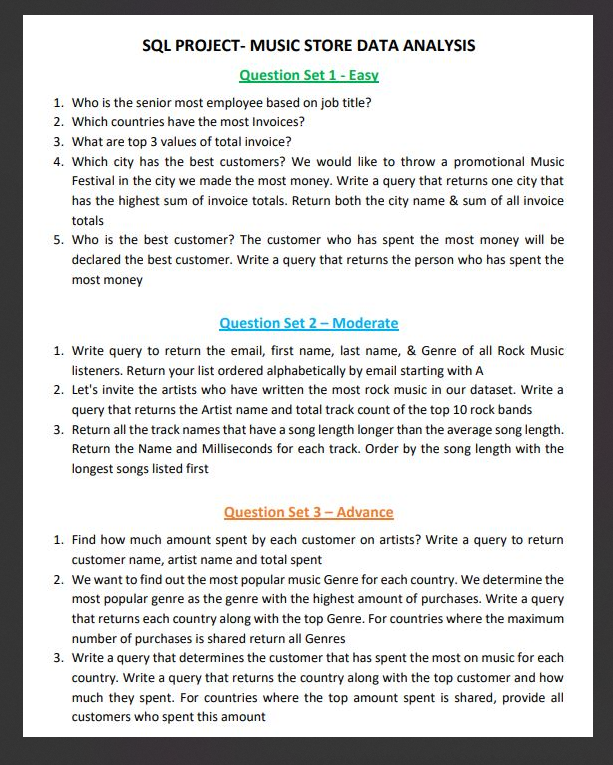 SQL PROJECT- MUSIC STORE DATA ANALYSIS
Question Set 1 - Easy
1. Who is the senior most employee based on job title?
2. Which countries have the most Invoices?
3. What are top 3 values of total invoice?
4. Which city has the best customers? We would like to throw a promotional Music
Festival in the city we made the most money. Write a query that returns one city that
has the highest sum of invoice totals. Return both the city name & sum of all invoice
totals
5. Who is the best customer? The customer who has spent the most money will be
declared the best customer. Write a query that returns the person who has spent the
most money
Question Set 2 – Moderate
1. Write query to return the email, first name, last name, & Genre of all Rock Music
listeners. Return your list ordered alphabetically by email starting with A
2. Let's invite the artists who have written the most rock music in our dataset. Write a
query that returns the Artist name and total track count of the top 10 rock bands
3. Return all the track names that have a song length longer than the average song length.
Return the Name and Milliseconds for each track. Order by the song length with the
longest songs listed first
Question Set 3 – Advance
1. Find how much amount spent by each customer on artists? Write a query to return
customer name, artist name and total spent
2. We want to find out the most popular music Genre for each country. We determine the
most popular genre as the genre with the highest amount of purchases. Write a query
that returns each country along with the top Genre. For countries where the maximum
number of purchases is shared return all Genres
3. Write a query that determines the customer that has spent the most on music for each
country. Write a query that returns the country along with the top customer and how
much they spent. For countries where the top amount spent is shared, provide all
customers who spent this amount